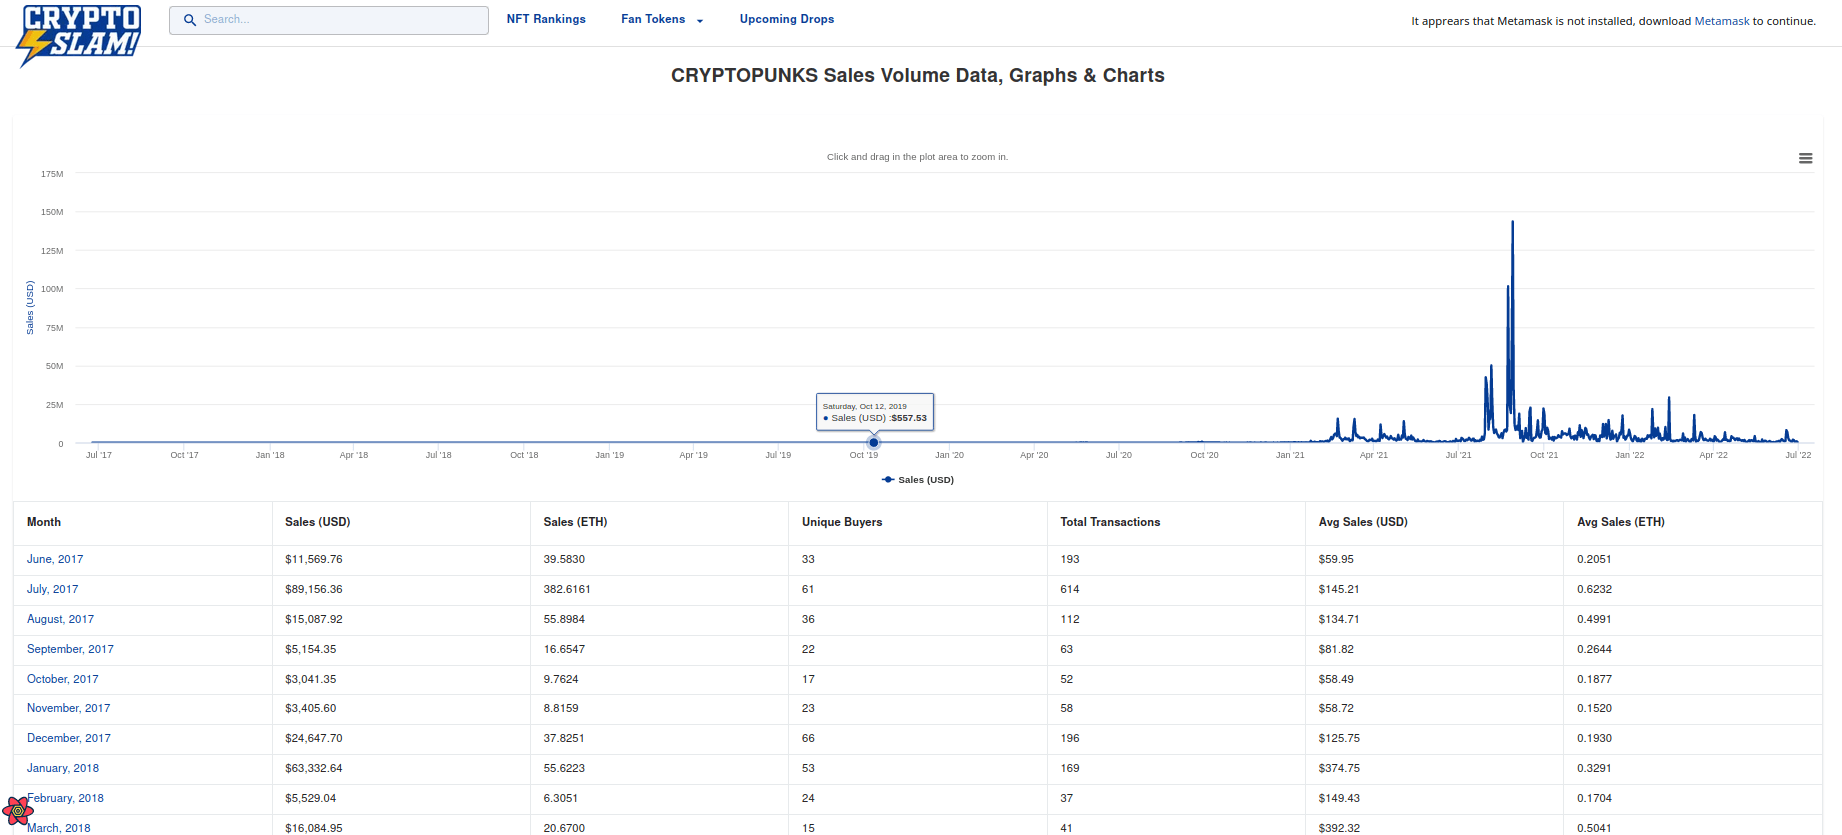 CRYPTO
SLAM!
Search...
NFT Rankings
Fan Tokens
Upcoming Drops
It apprears that Metamask is not installed, download Metamask to continue.
CRYPTOPUNKS Sales Volume Data, Graphs & Charts
Click and drag in the plot area to zoom in.
Sales (USD)
175M
150M
125M
100M
75M
50M
25M
0
Saturday, Oct 12, 2019
● Sales (USD) :$557.53
Jul '17 Oct '17 Jan '18 Apr '18 Jul '18 Oct '18 Jan '19 Apr '19 Jul '19 Oct '19 Jan '20 Apr '20 Jul '20 Oct '20 Jan '21 Apr '21 Jul '21 Oct '21 Jan '22 Apr '22 Jul '22
Sales (USD)
Month Sales (USD) Sales (ETH) Unique Buyers Total Transactions Avg Sales (USD) Avg Sales (ETH)
June, 2017 $11,569.76 39.5830 33 193 $59.95 0.2051
July, 2017 $89,156.36 382.6161 61 614 $145.21 0.6232
August, 2017 $15,087.92 55.8984 36 112 $134.71 0.4991
September, 2017 $5,154.35 16.6547 22 63 $81.82 0.2644
October, 2017 $3,041.35 9.7624 17 52 $58.49 0.1877
November, 2017 $3,405.60 8.8159 23 58 $58.72 0.1520
December, 2017 $24,647.70 37.8251 66 196 $125.75 0.1930
January, 2018 $63,332.64 55.6223 53 169 $374.75 0.3291
February, 2018 $5,529.04 6.3051 24 37 $149.43 0.1704
March, 2018 $16,084.95 20.6700 15 41 $392.32 0.5041